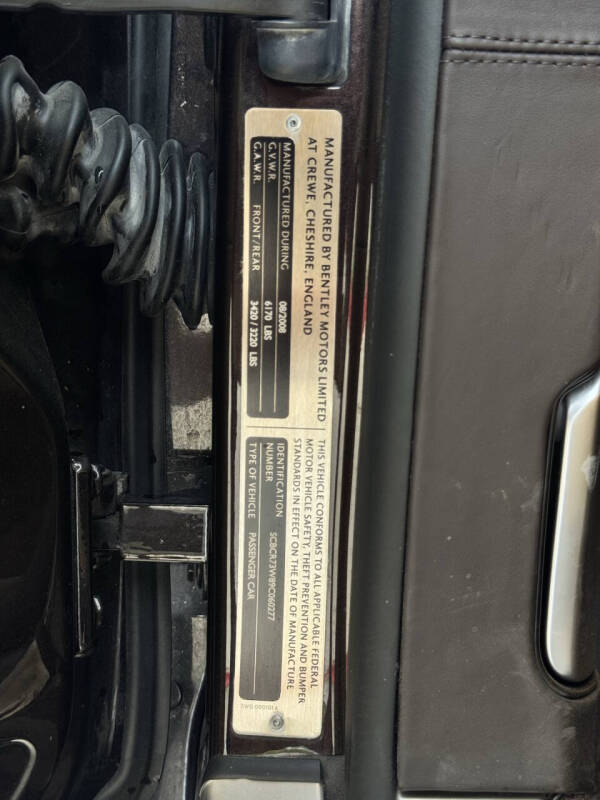 MANUFACTURED BY BENTLEY MOTORS LIMITED
AT CREWE, CHESHIRE, ENGLAND
MANUFACTURED DURING 08/2008
G.V.W.R. 6170 LBS
G.A.W.R. FRONT/REAR 3420 / 3220 LBS
THIS VEHICLE CONFORMS TO ALL APPLICABLE FEDERAL
MOTOR VEHICLE SAFETY, THEFT PREVENTION AND BUMPER
STANDARDS IN EFFECT ON THE DATE OF MANUFACTURE
IDENTIFICATION
NUMBER SCBCR73W89C060277
TYPE OF VEHICLE PASSENGER CAR